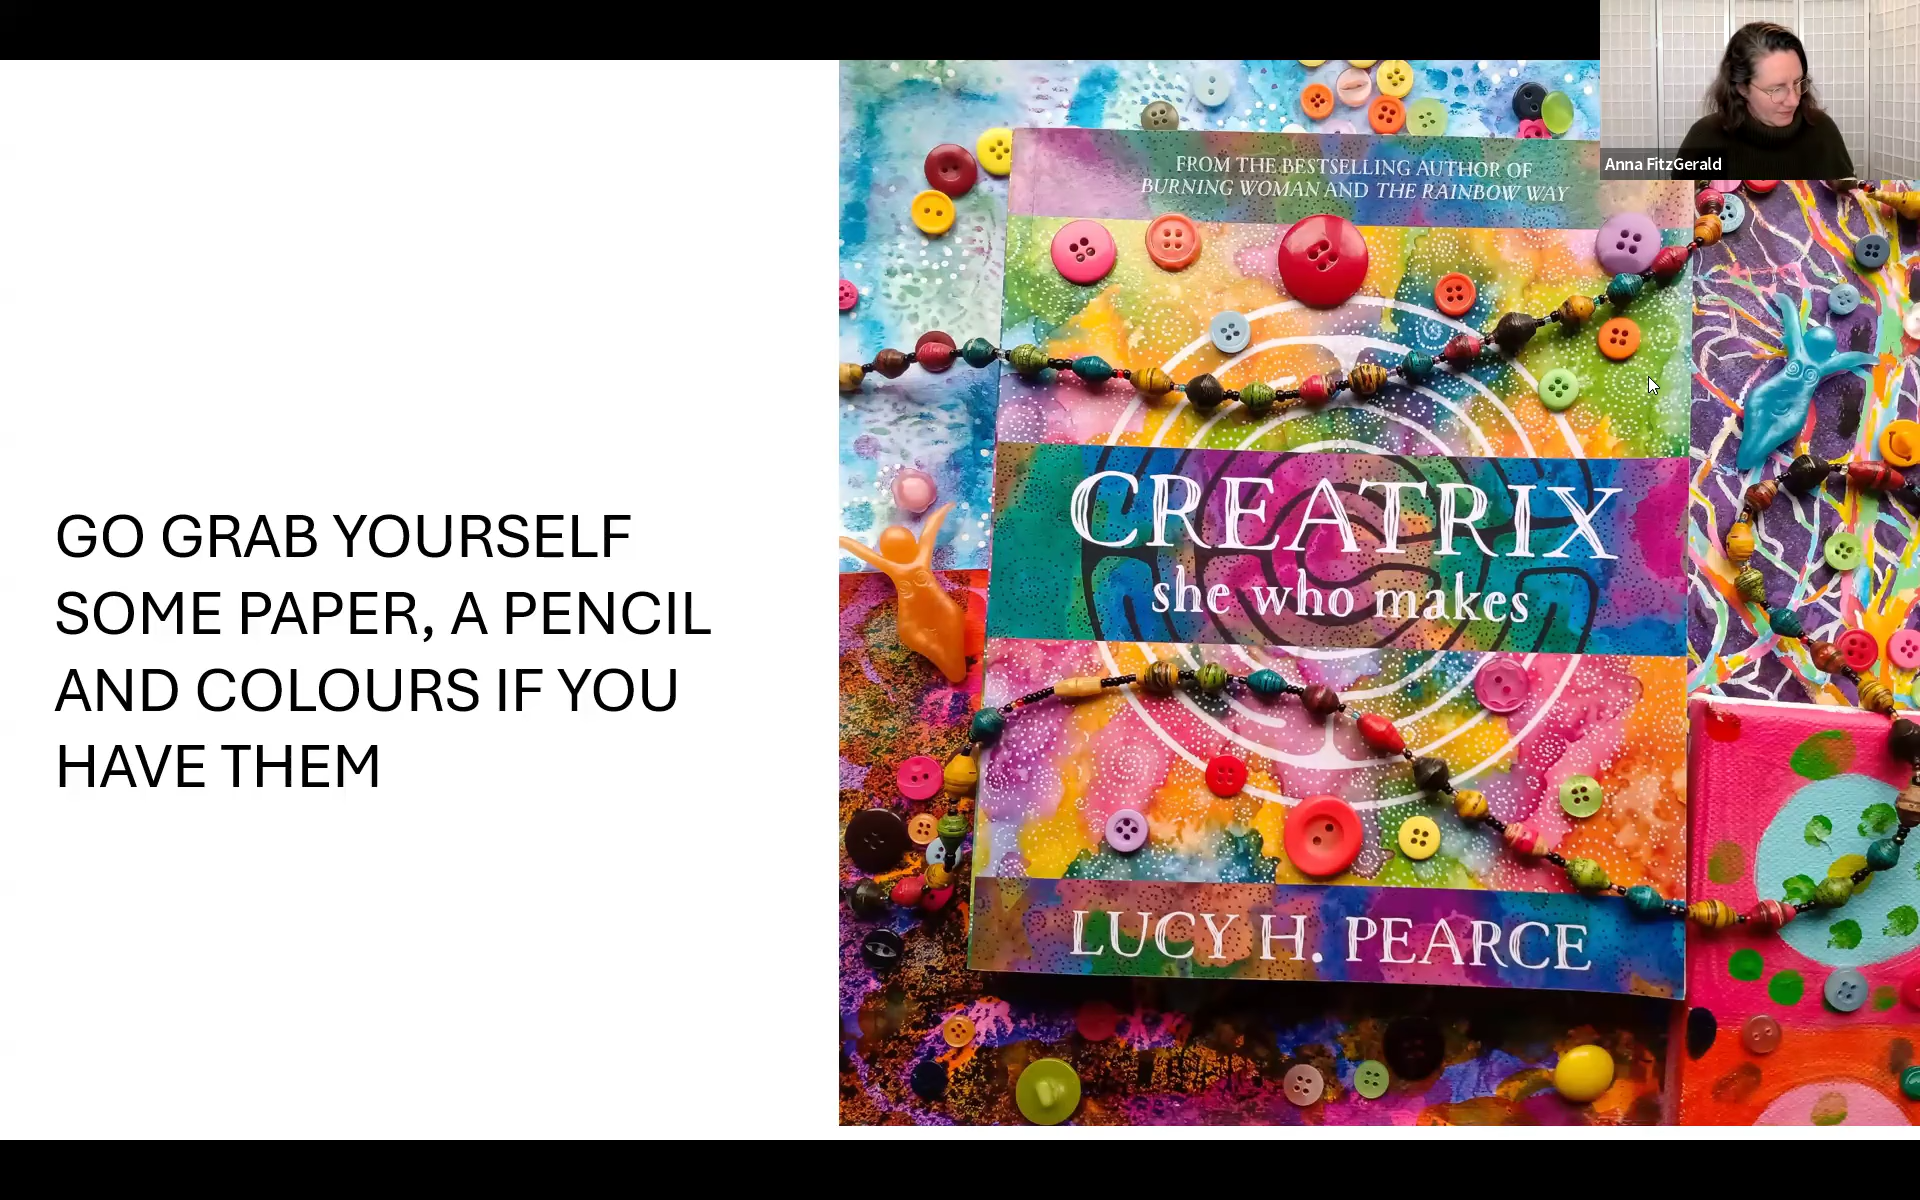 GO GRAB YOURSELF
SOME PAPER, A PENCIL
AND COLOURS IF YOU
HAVE THEM
FROM THE BESTSELLING AUTHOR OF
BURNING WOMAN AND THE RAINBOW WAY
CREATRIX
she who makes
LUCY H. PEARCE
Anna FitzGerald